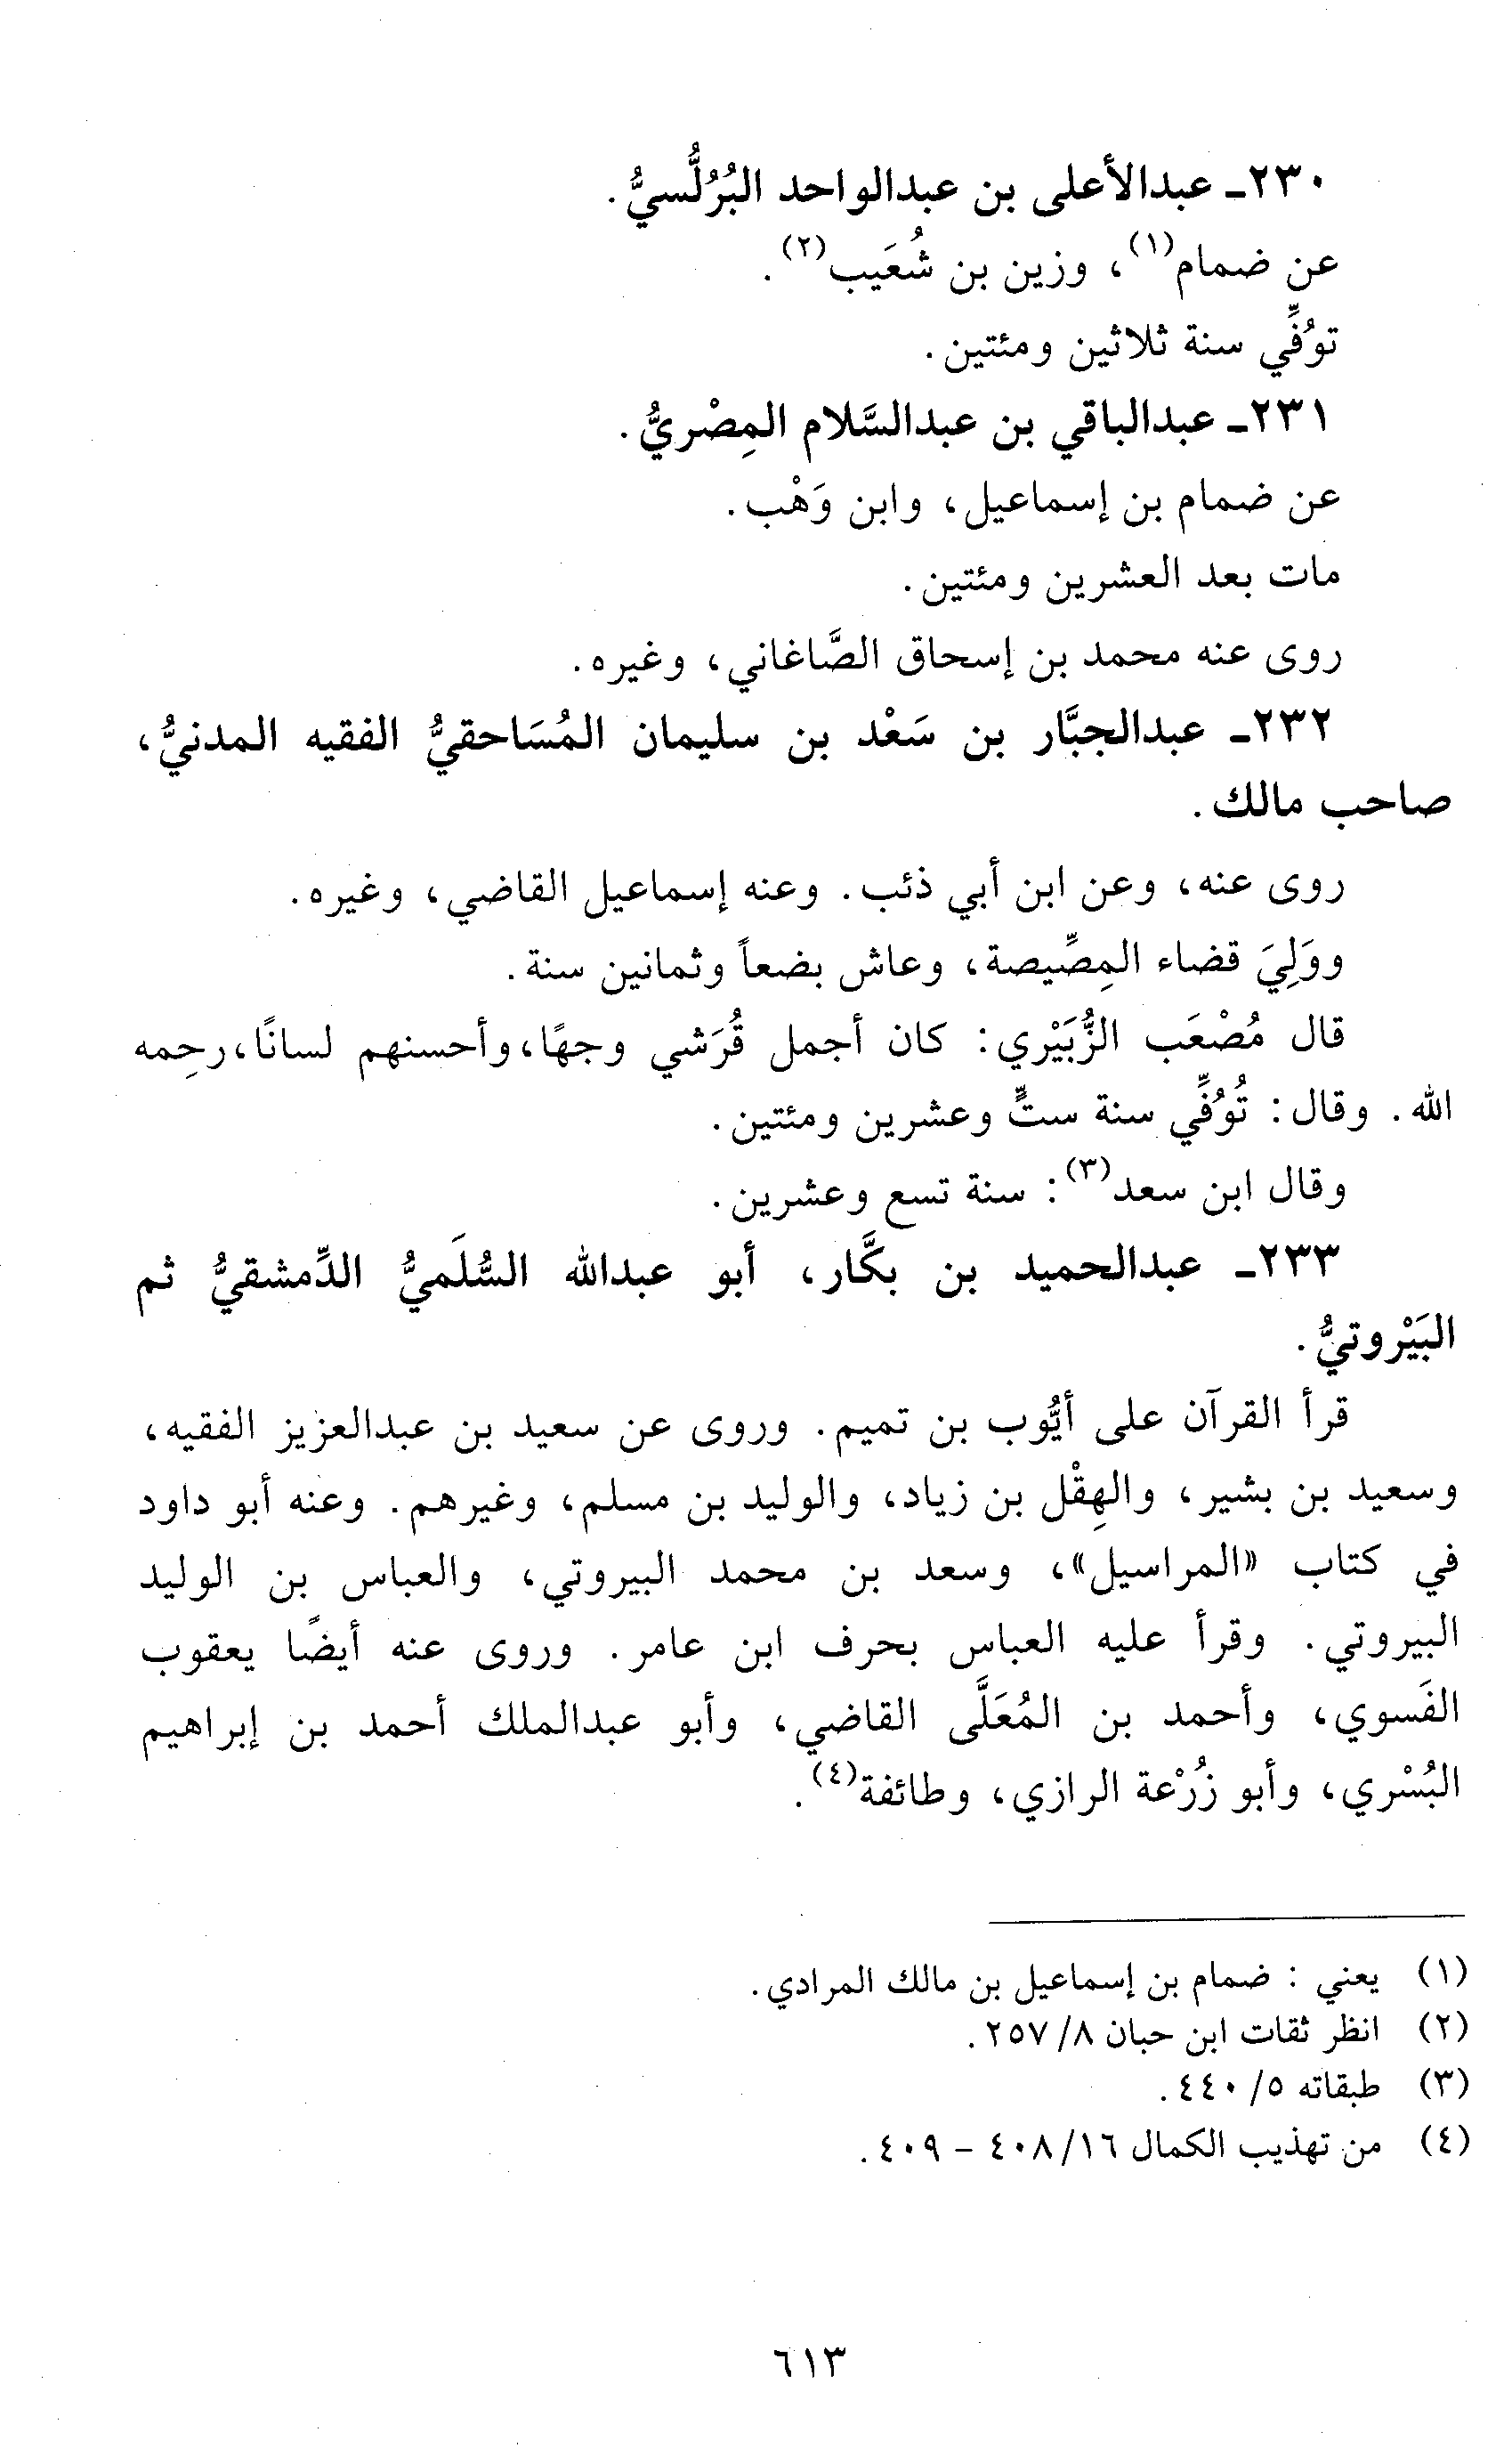 ٢٣٠ـ عبدالأعلى بن عبدالواحد البُرُلُّسيُّ.
عن ضمام(١)، وزين بن شُعَيب(٢).
توُفِّي سنة ثلاثين ومئتين.
٢٣١ـ عبدالباقي بن عبدالسَّلام المِصْريُّ.
عن ضمام بن إسماعيل، وابن وَهْب.
مات بعد العشرين ومئتين.
روى عنه محمد بن إسحاق الصَّاغاني، وغيره.
٢٣٢ـ عبدالجبَّار بن سَعْد بن سليمان المُسَاحقيُّ الفقيه المدنيُّ،
صاحب مالك.
روى عنه، وعن ابن أبي ذئب. وعنه إسماعيل القاضي، وغيره.
ووَلِيَ قضاء المِصِّيصة، وعاش بضعاً وثمانين سنة.
قال مُصْعَب الزُّبَيْري: كان أجمل قُرَشي وجهًا، وأحسنهم لسانًا، رحِمه
الله. وقال: تُوُفِّي سنة ستٍّ وعشرين ومئتين.
وقال ابن سعد(٣): سنة تسع وعشرين.
٢٣٣ـ عبدالحميد بن بكَّار، أبو عبدالله السُّلَميُّ الدِّمشقيُّ ثم
البَيْروتيُّ.
قرأ القرآن على أيُّوب بن تميم. وروى عن سعيد بن عبدالعزيز الفقيه،
وسعيد بن بشير، والهِقْل بن زياد، والوليد بن مسلم، وغيرهم. وعنه أبو داود
في كتاب «المراسيل»، وسعد بن محمد البيروتي، والعباس بن الوليد
البيروتي. وقرأ عليه العباس بحرف ابن عامر. وروى عنه أيضًا يعقوب
الفَسوي، وأحمد بن المُعَلَّى القاضي، وأبو عبدالملك أحمد بن إبراهيم
البُسْري، وأبو زُرْعة الرازي، وطائفة(٤).
(١) يعني : ضمام بن إسماعيل بن مالك المرادي.
(٢) انظر ثقات ابن حبان ٨/ ٢٥٧.
(٣) طبقاته ٥/ ٤٤٠.
(٤) من تهذيب الكمال ١٦/ ٤٠٨ - ٤٠٩.
٦١٣